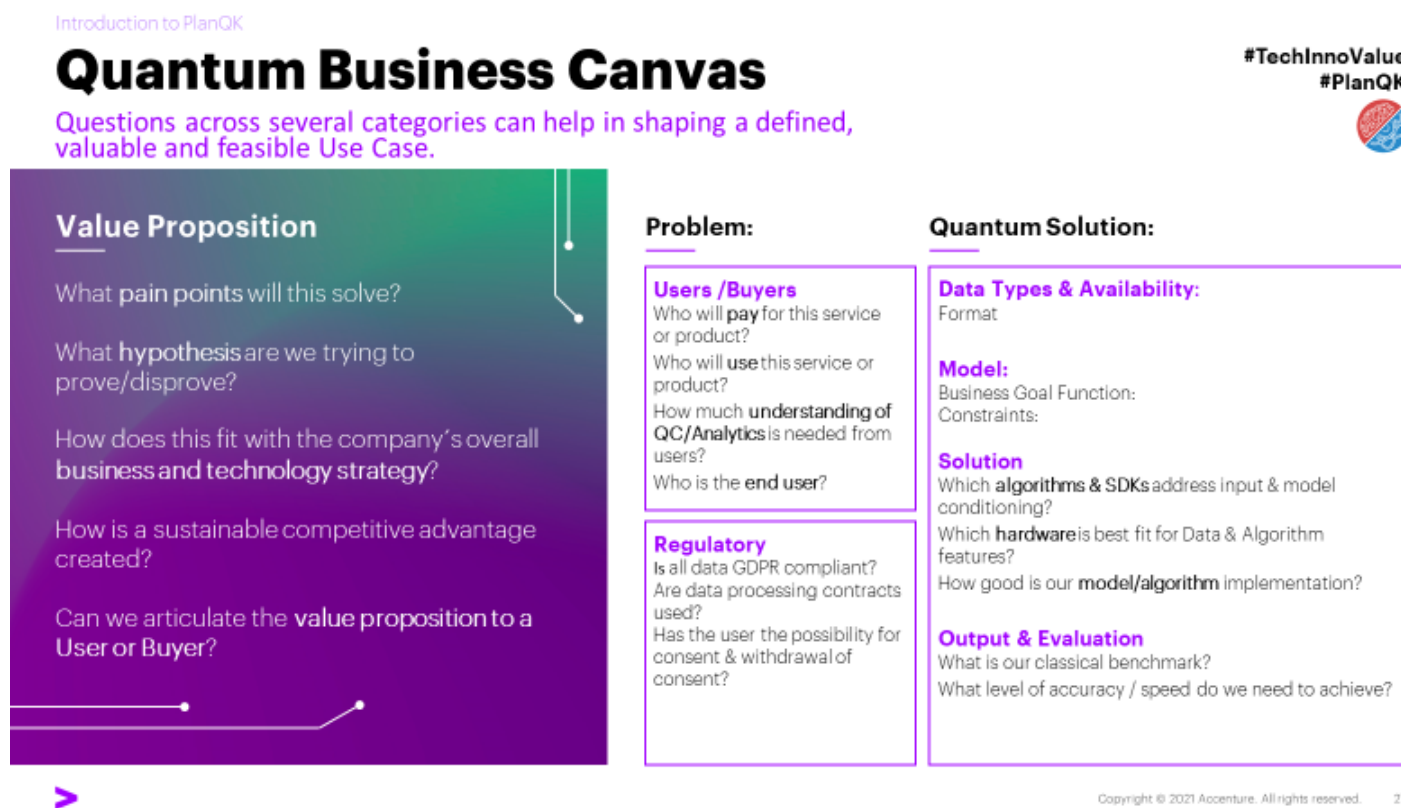 Introduction to PlanQK
Quantum Business Canvas
#TechInnoValue
#PlanQK
Questions across several categories can help in shaping a defined,
valuable and feasible Use Case.
Value Proposition
What pain points will this solve?
What hypothesis are we trying to
prove/disprove?
How does this fit with the company´s overall
business and technology strategy?
How is a sustainable competitive advantage
created?
Can we articulate the value proposition to a
User or Buyer?
Problem:
Users /Buyers
Who will pay for this service
or product?
Who will use this service or
product?
How much understanding of
QC/Analytics is needed from
users?
Who is the end user?
Regulatory
Is all data GDPR compliant?
Are data processing contracts
used?
Has the user the possibility for
consent & withdrawal of
consent?
Quantum Solution:
Data Types & Availability:
Format
Model:
Business Goal Function:
Constraints:
Solution
Which algorithms & SDKs address input & model
conditioning?
Which hardware is best fit for Data & Algorithm
features?
How good is our model/algorithm implementation?
Output & Evaluation
What is our classical benchmark?
What level of accuracy / speed do we need to achieve?
Copyright © 2021 Accenture. All rights reserved. 2